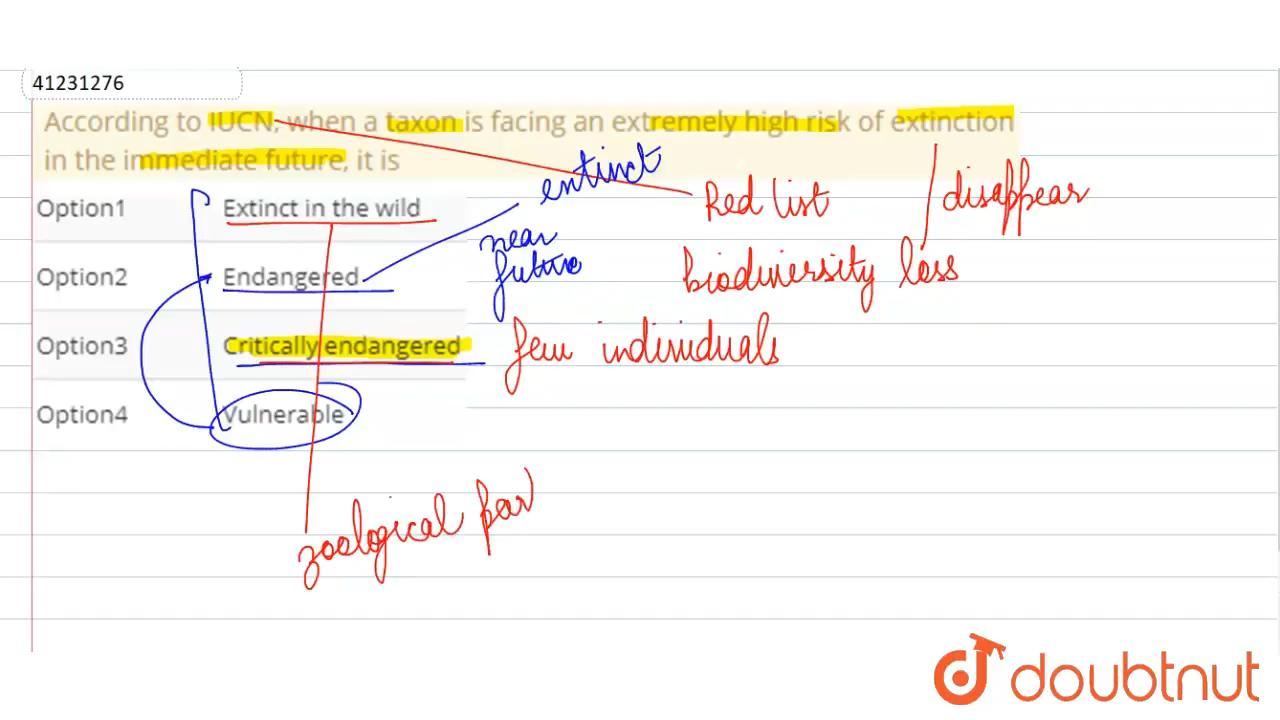 41231276
According to IUCN, when a taxon is facing an extremely high risk of extinction
in the immediate future, it is
Option1 Extinct in the wild
extinct
Red list
disappear
Option2 Endangered
near
future
biodiversity loss
Option3 Critically endangered
few individuals
Option4 Vulnerable
zoological par
doubtnut